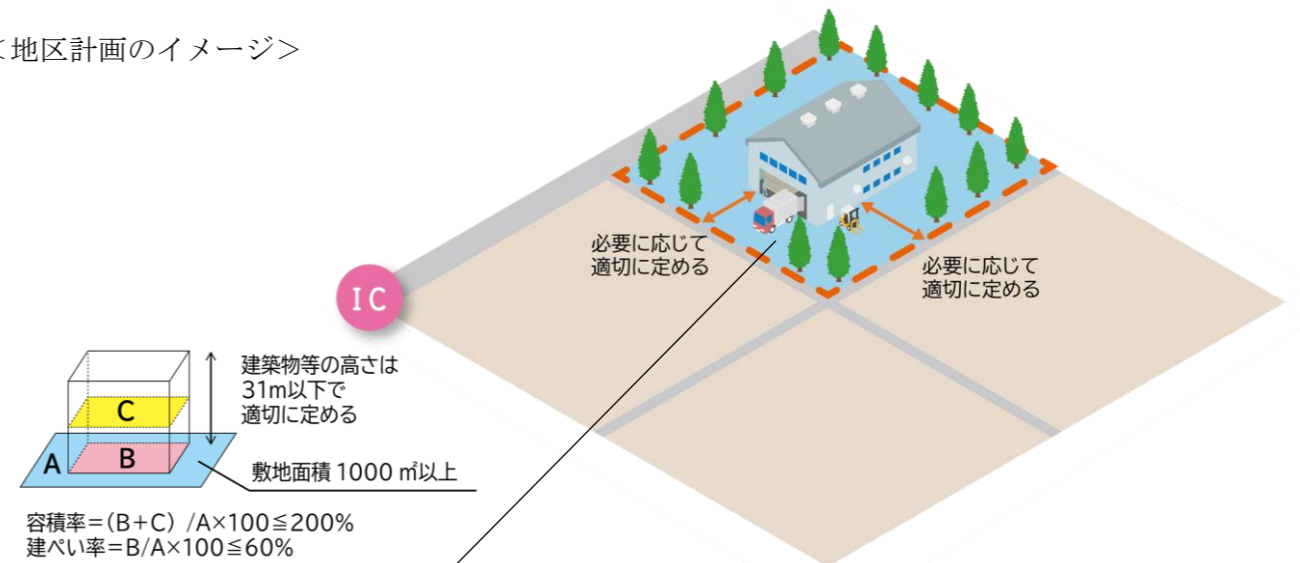 <地区計画のイメージ>
必要に応じて
適切に定める
必要に応じて
適切に定める
IC
建築物等の高さは
31m以下で
適切に定める
C
A
B
敷地面積 1000 ㎡以上
容積率=(B+C) /A×100≦200%
建ぺい率=B/A×100≦60%